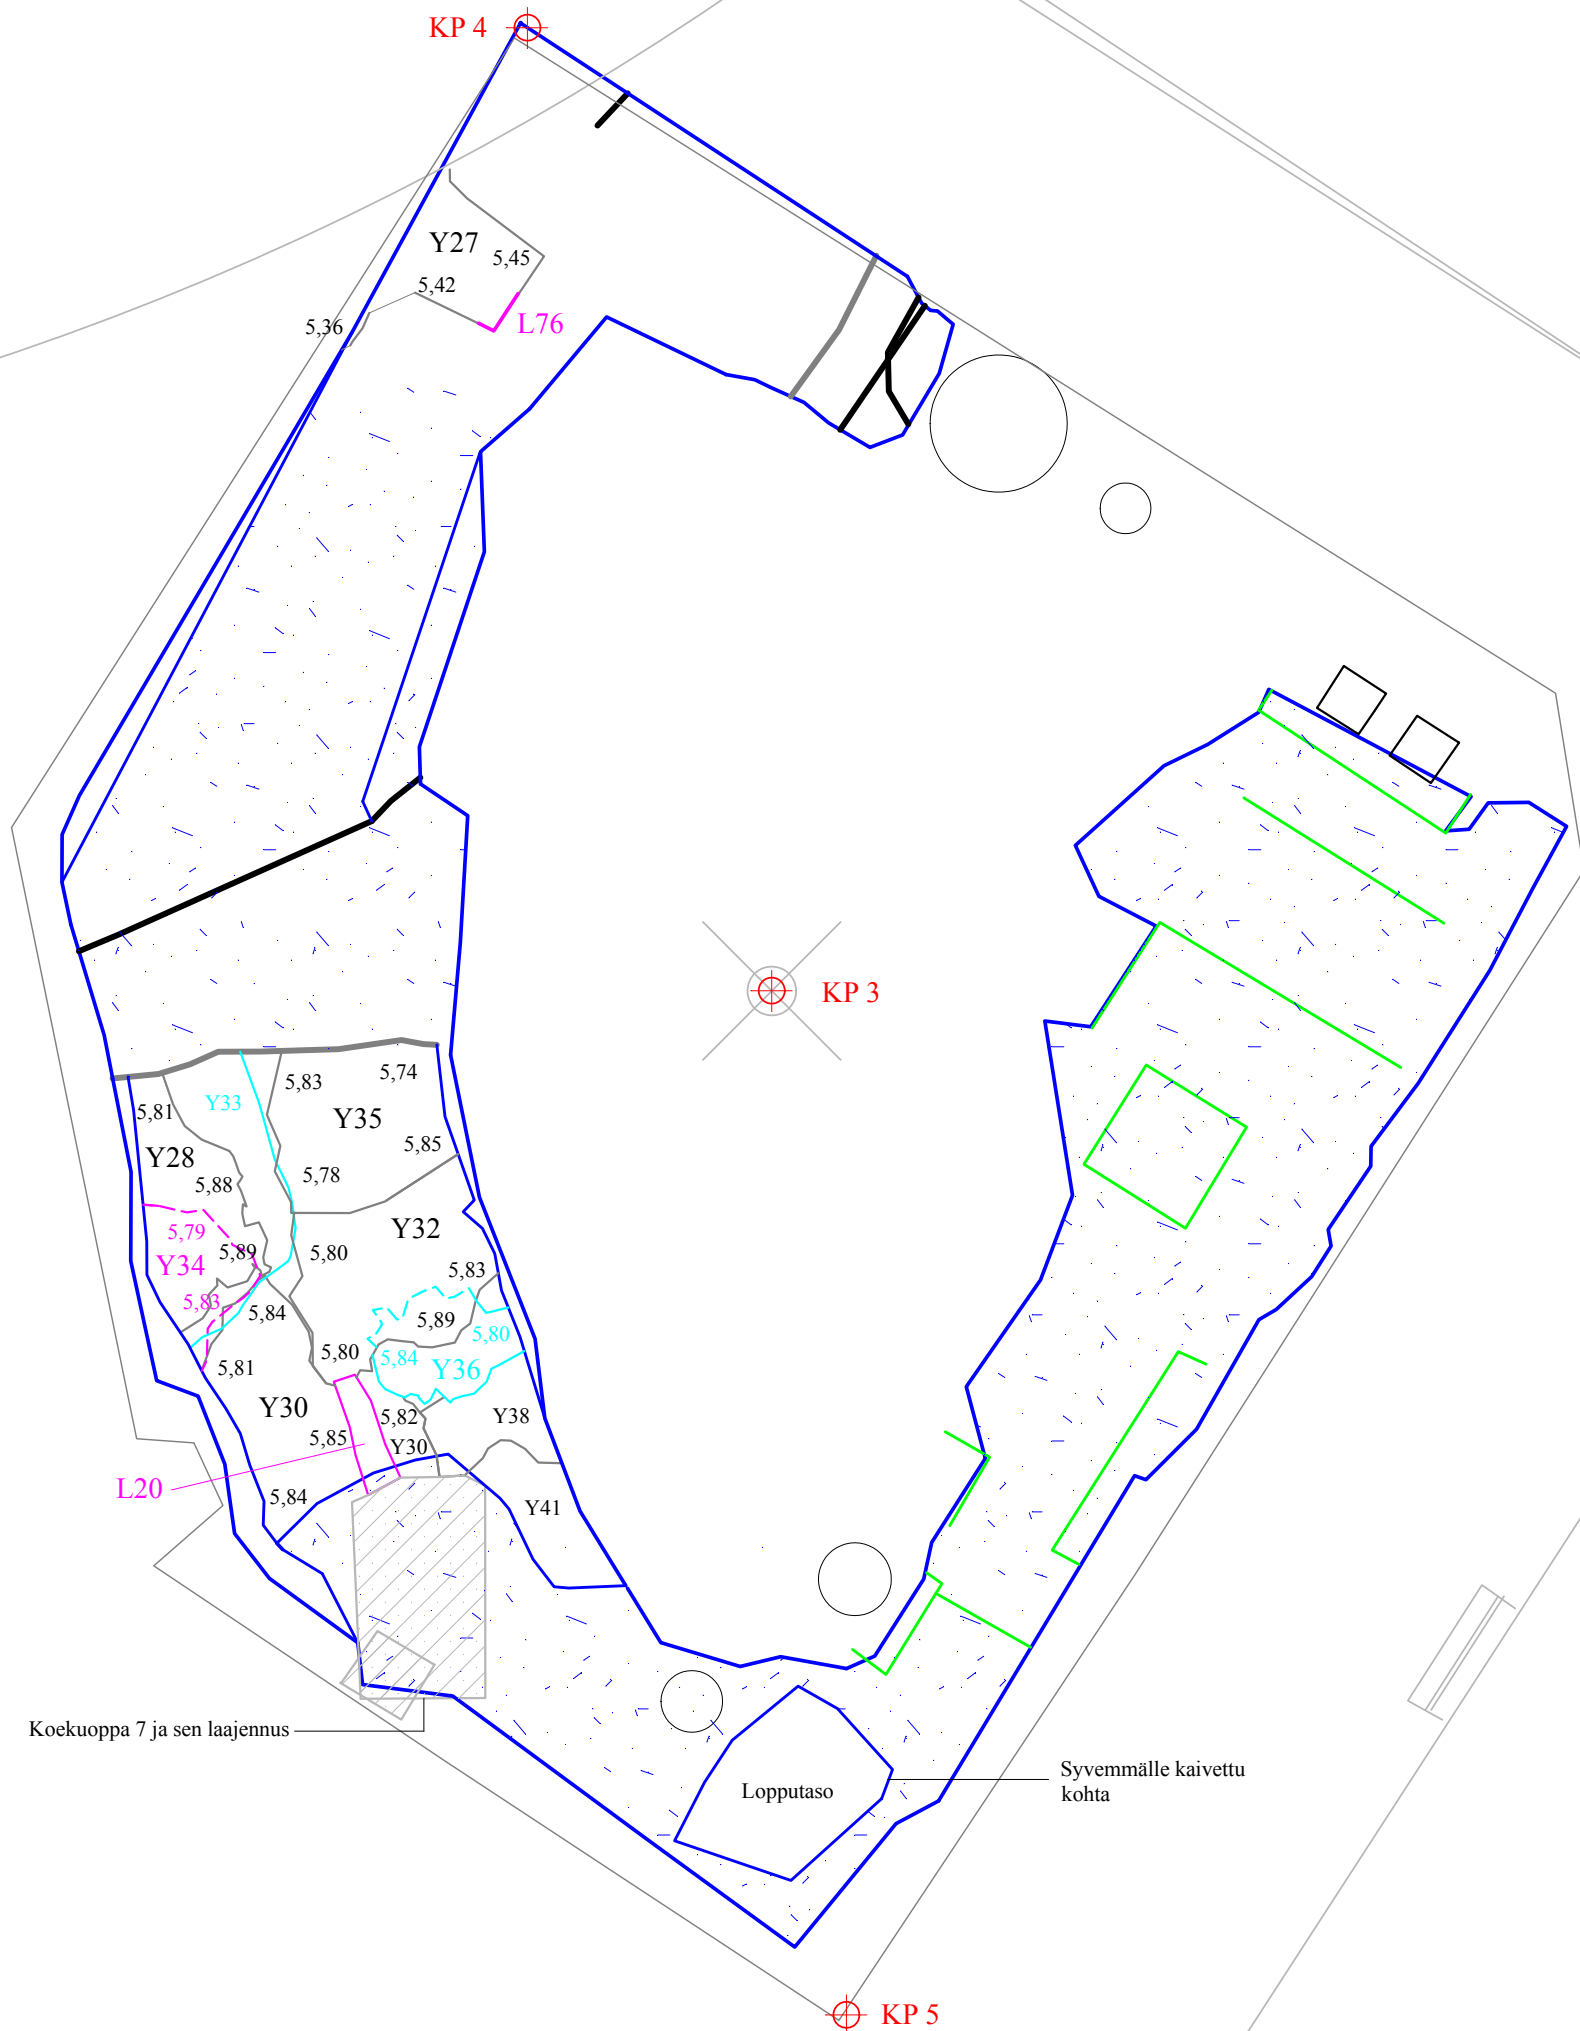 KP 4
Y27
5,45
5,42
5,36
L76
KP 3
5,83
5,74
Y33
5,81
Y35
Y28
5,85
5,78
5,88
5,79
Y32
5,89
5,80
Y34
5,83
5,83
5,84
5,89
5,80
5,80
5,84
5,81
Y36
Y30
5,82
Y38
5,85
Y30
L20
5,84
Y41
Koekuoppa 7 ja sen laajennus
Lopputaso
Syvemmälle kaivettu
kohta
KP 5